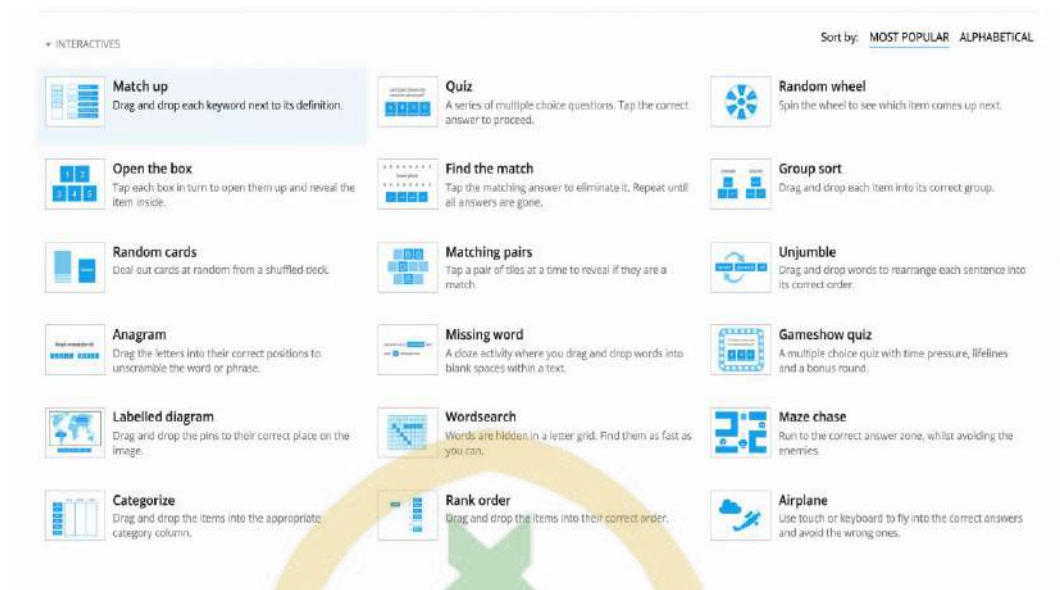 INTERACTIVES
Sort by: MOST POPULAR ALPHABETICAL
Match up
Drag and drop each keyword next to its definition.
Quiz
A series of multiple choice questions. Tap the correct
answer to proceed.
Random wheel
Spin the wheel to see which item comes up next.
Open the box
Tap each box in turn to open them up and reveal the
item inside.
Find the match
Tap the matching answer to eliminate it. Repeat until
all answers are gone.
Group sort
Drag and drop each item into its correct group.
Random cards
Deal out cards at random from a shuffled deck.
Matching pairs
Tap a pair of tiles at a time to reveal if they are a
match.
Unjumble
Drag and drop words to rearrange each sentence into
its correct order.
Anagram
Drag the letters into their correct positions to
unscramble the word or phrase.
Missing word
A cloze activity where you drag and drop words into
blank spaces within a text.
Gameshow quiz
A multiple choice quiz with time pressure, lifelines
and a bonus round.
Labelled diagram
Drag and drop the pins to their correct place on the
image.
Wordsearch
Words are hidden in a letter grid. Find them as fast as
you can.
Maze chase
Run to the correct answer zone, whilst avoiding the
enemies.
Categorize
Drag and drop the items into the appropriate
category column.
Rank order
Drag and drop the items into their correct order.
Airplane
Use touch or keyboard to fly into the correct answers
and avoid the wrong ones.